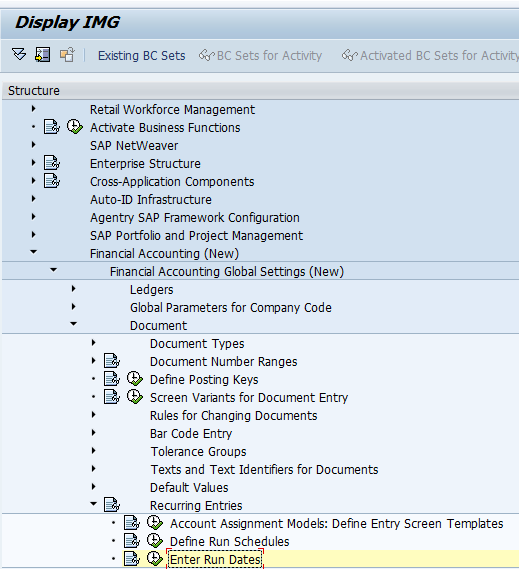 Display IMG
Existing BC Sets BC Sets for Activity Activated BC Sets for Activity
Structure
Retail Workforce Management
Activate Business Functions
SAP NetWeaver
Enterprise Structure
Cross-Application Components
Auto-ID Infrastructure
Agentry SAP Framework Configuration
SAP Portfolio and Project Management
Financial Accounting (New)
Financial Accounting Global Settings (New)
Ledgers
Global Parameters for Company Code
Document
Document Types
Document Number Ranges
Define Posting Keys
Screen Variants for Document Entry
Rules for Changing Documents
Bar Code Entry
Tolerance Groups
Texts and Text Identifiers for Documents
Default Values
Recurring Entries
Account Assignment Models: Define Entry Screen Templates
Define Run Schedules
Enter Run Dates